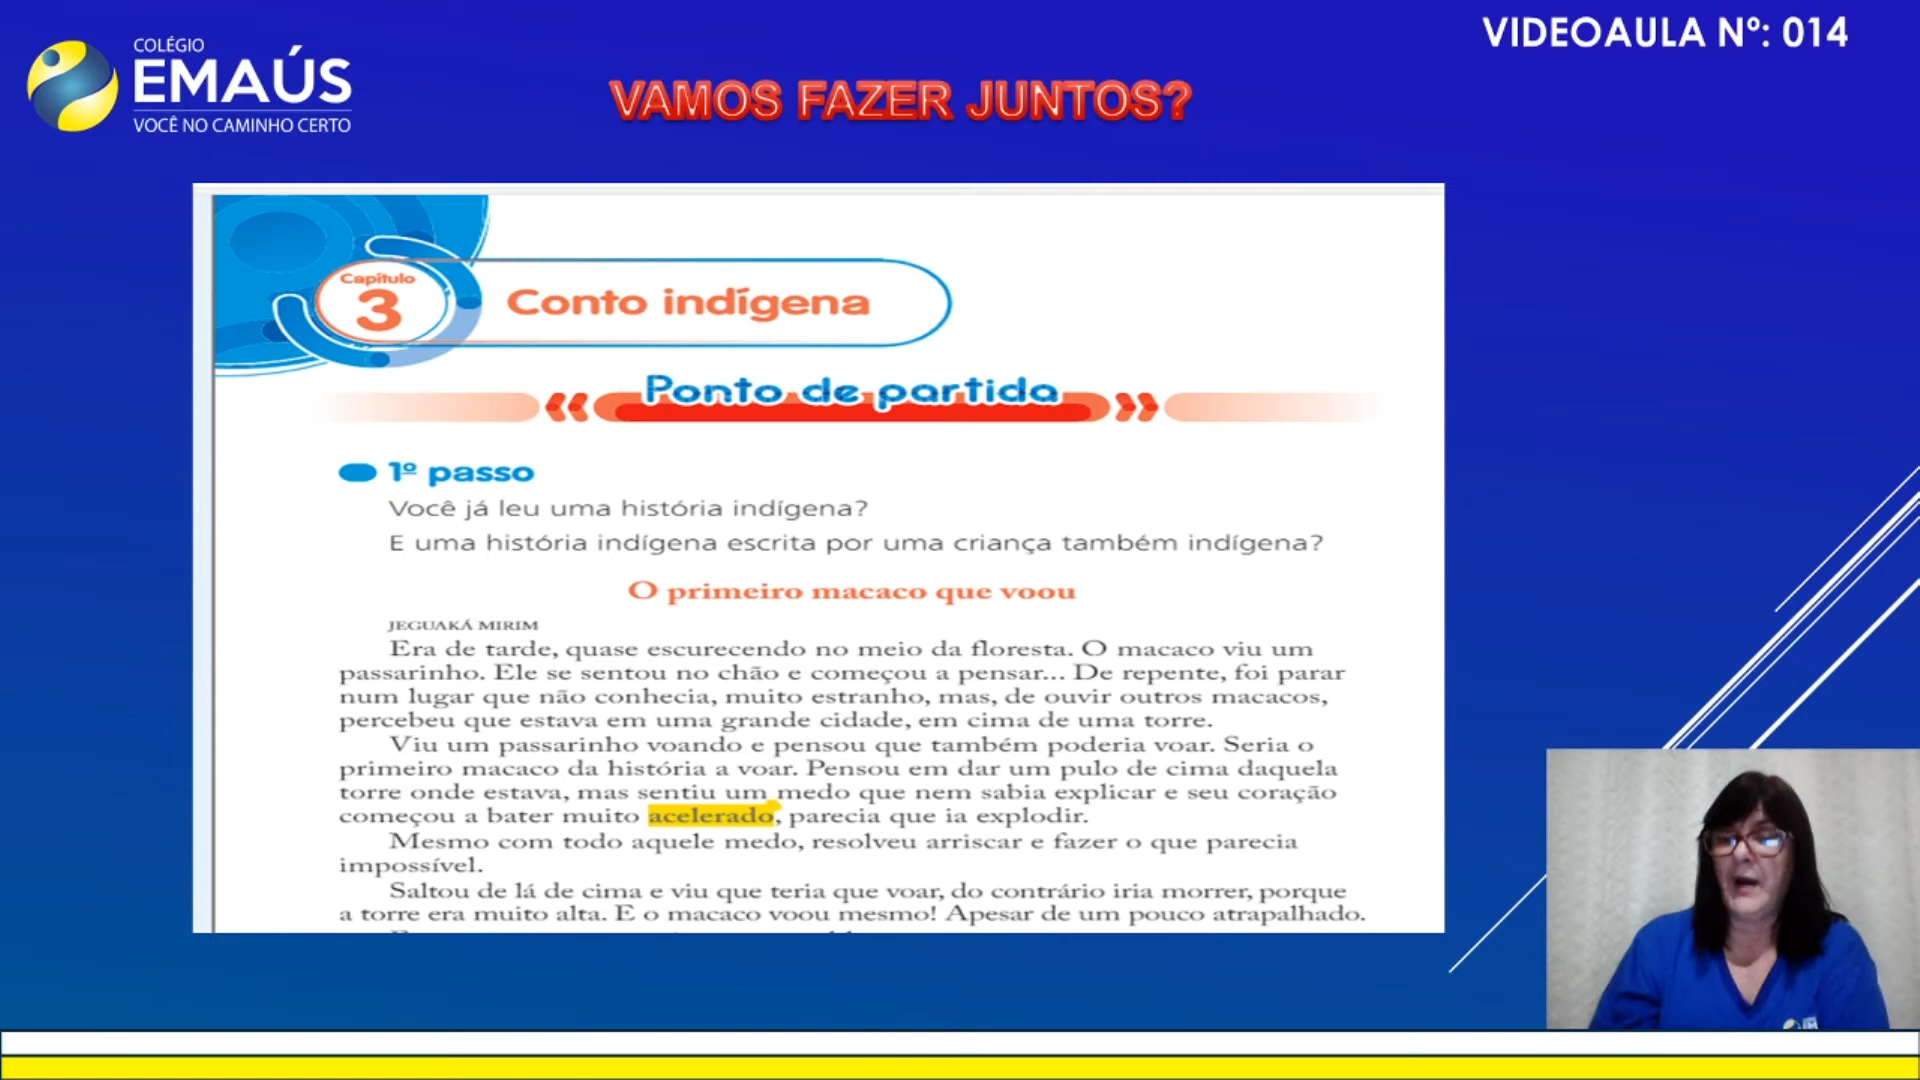 COLÉGIO
EMAÚS
VOCÊ NO CAMINHO CERTO
VIDEOAULA Nº: 014
VAMOS FAZER JUNTOS?
Capítulo
3
Conto indígena
Ponto de partida
1º passo
Você já leu uma história indígena?
E uma história indígena escrita por uma criança também indígena?
O primeiro macaco que voou
JEGUAKÁ MIRIM
Era de tarde, quase escurecendo no meio da floresta. O macaco viu um
passarinho. Ele se sentou no chão e começou a pensar... De repente, foi parar
num lugar que não conhecia, muito estranho, mas, de ouvir outros macacos,
percebeu que estava em uma grande cidade, em cima de uma torre.
Viu um passarinho voando e pensou que também poderia voar. Seria o
primeiro macaco da história a voar. Pensou em dar um pulo de cima daquela
torre onde estava, mas sentiu um medo que nem sabia explicar e seu coração
começou a bater muito acelerado, parecia que ia explodir.
Mesmo com todo aquele medo, resolveu arriscar e fazer o que parecia
impossível.
Saltou de lá de cima e viu que teria que voar, do contrário iria morrer, porque
a torre era muito alta. E o macaco voou mesmo! Apesar de um pouco atrapalhado.